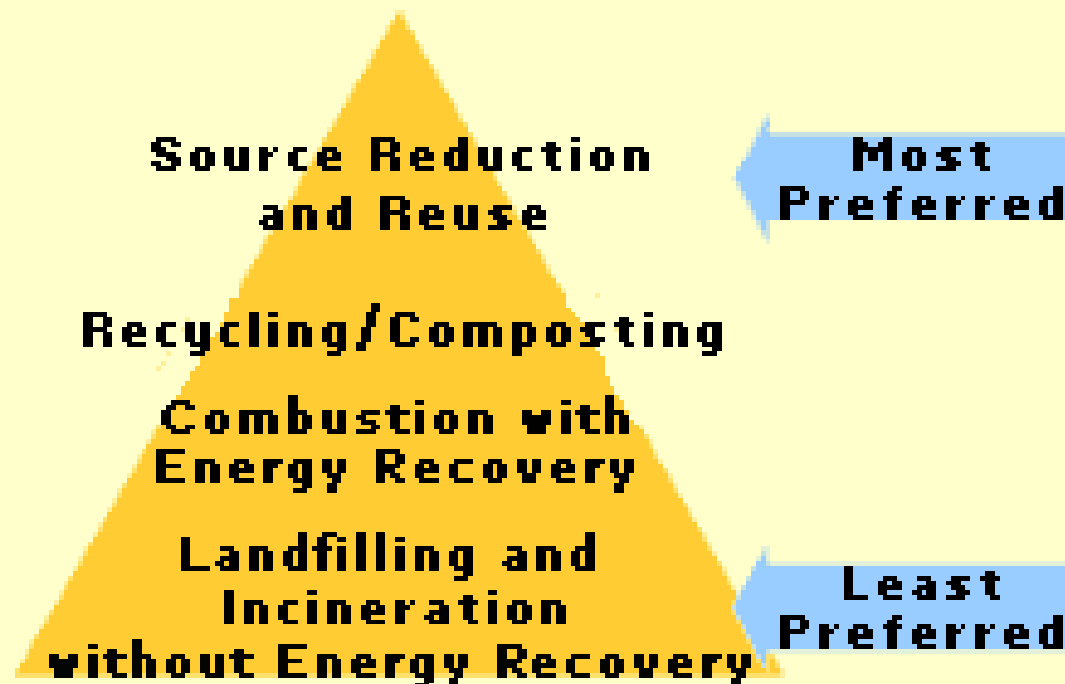 Source Reduction
and Reuse
Most
Preferred
Recycling/Composting
Combustion with
Energy Recovery
Landfilling and
Incineration
without Energy Recovery
Least
Preferred